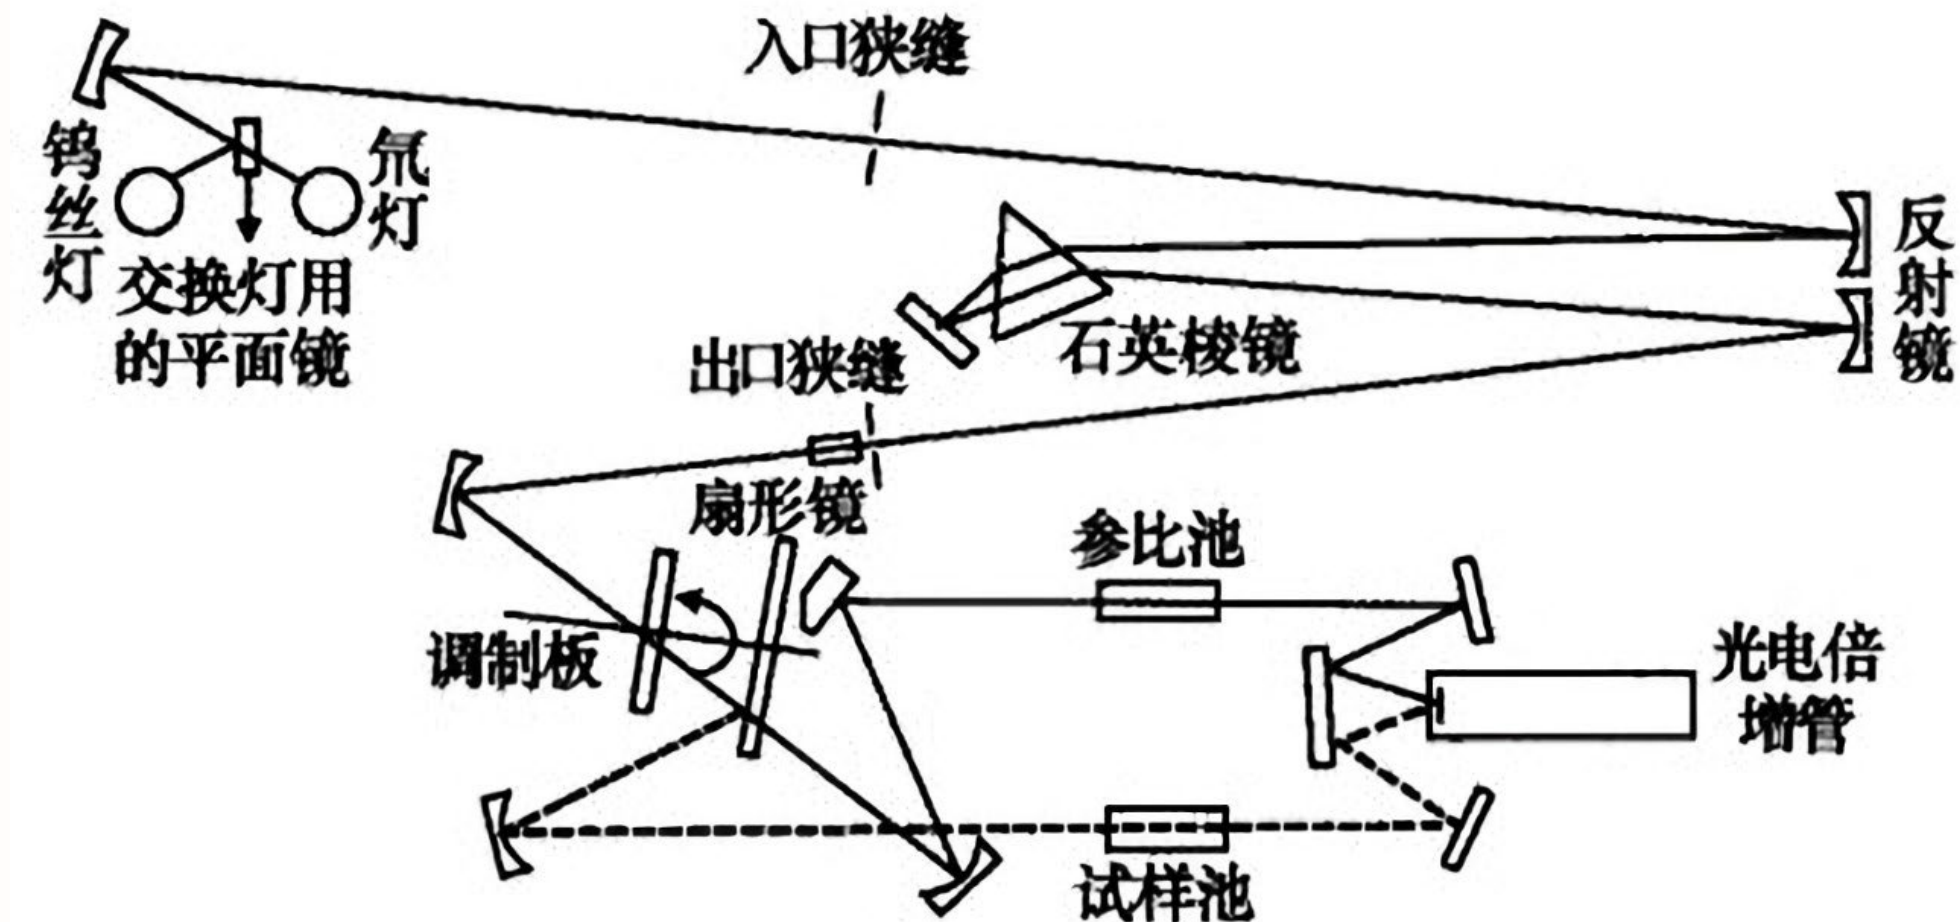 入口狭缝
钨丝灯
氘灯
交换灯用
的平面镜
反射镜
石英梭镜
出口狭缝
扇形镜
参比池
调制板
光电倍
增管
试样池